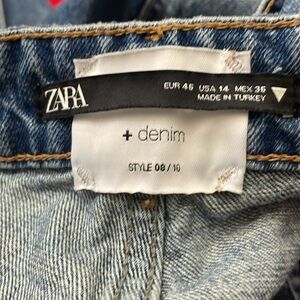 ZARA
EUR 46 USA 14 MEX 36
MADE IN TURKEY
+ denim
STYLE 08/10